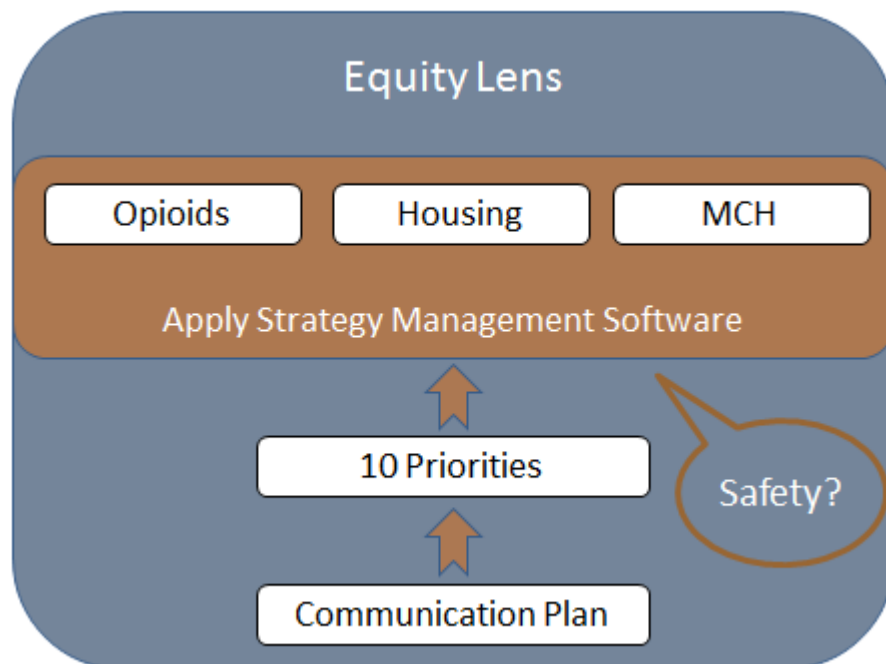 Equity Lens
Opioids
Housing
MCH
Apply Strategy Management Software
10 Priorities
Safety?
Communication Plan